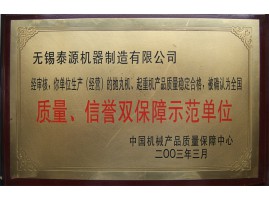 无锡泰源机器制造有限公司
经审核，你单位生产（经营）的抛丸机、起重机产品质量稳定合格，被确认为全国
质量、信誉双保障示范单位
中国机械产品质量保障中心
二00三年三月